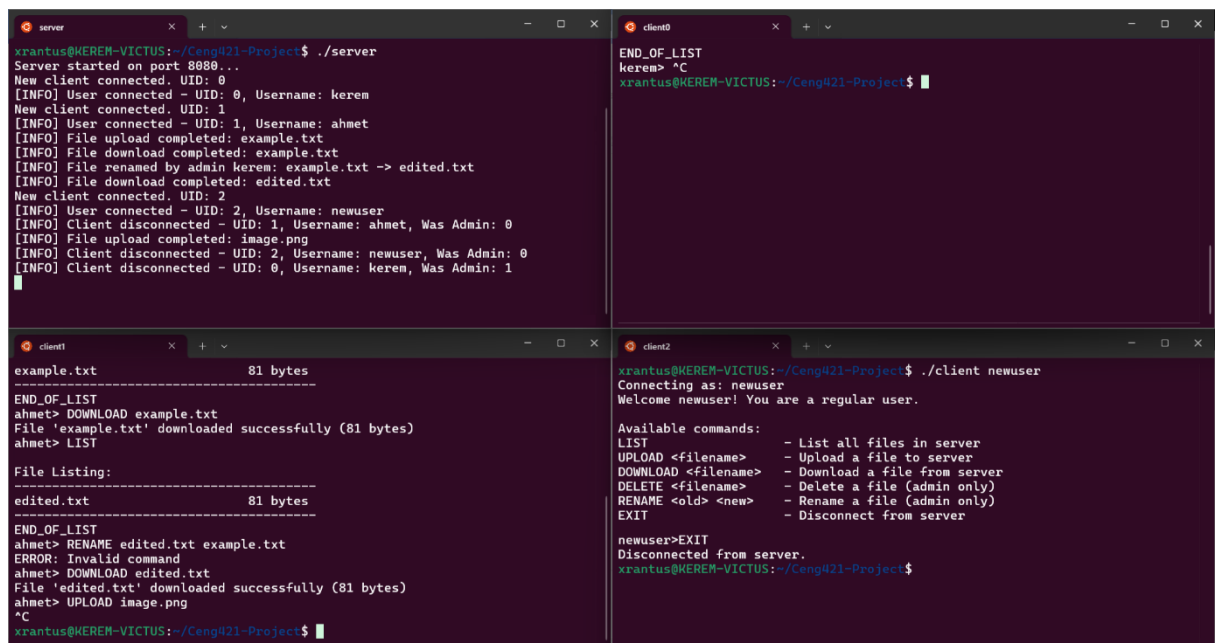 server
xrantus@KEREM-VICTUS:~/Ceng421-Project$ ./server
Server started on port 8080...
New client connected. UID: 0
[INFO] User connected - UID: 0, Username: kerem
New client connected. UID: 1
[INFO] User connected - UID: 1, Username: ahmet
[INFO] File upload completed: example.txt
[INFO] File download completed: example.txt
[INFO] File renamed by admin kerem: example.txt -> edited.txt
[INFO] File download completed: edited.txt
New client connected. UID: 2
[INFO] User connected - UID: 2, Username: newuser
[INFO] Client disconnected - UID: 1, Username: ahmet, Was Admin: 0
[INFO] File upload completed: image.png
[INFO] Client disconnected - UID: 2, Username: newuser, Was Admin: 0
[INFO] Client disconnected - UID: 0, Username: kerem, Was Admin: 1
client0
END_OF_LIST
kerem> ^C
xrantus@KEREM-VICTUS:~/Ceng421-Project$
client1
example.txt 81 bytes
----------------------------------------
END_OF_LIST
ahmet> DOWNLOAD example.txt
File 'example.txt' downloaded successfully (81 bytes)
ahmet> LIST
File Listing:
----------------------------------------
edited.txt 81 bytes
----------------------------------------
END_OF_LIST
ahmet> RENAME edited.txt example.txt
ERROR: Invalid command
ahmet> DOWNLOAD edited.txt
File 'edited.txt' downloaded successfully (81 bytes)
ahmet> UPLOAD image.png
^C
xrantus@KEREM-VICTUS:~/Ceng421-Project$
client2
xrantus@KEREM-VICTUS:~/Ceng421-Project$ ./client newuser
Connecting as: newuser
Welcome newuser! You are a regular user.
Available commands:
LIST - List all files in server
UPLOAD <filename> - Upload a file to server
DOWNLOAD <filename> - Download a file from server
DELETE <filename> - Delete a file (admin only)
RENAME <old> <new> - Rename a file (admin only)
EXIT - Disconnect from server
newuser>EXIT
Disconnected from server.
xrantus@KEREM-VICTUS:~/Ceng421-Project$